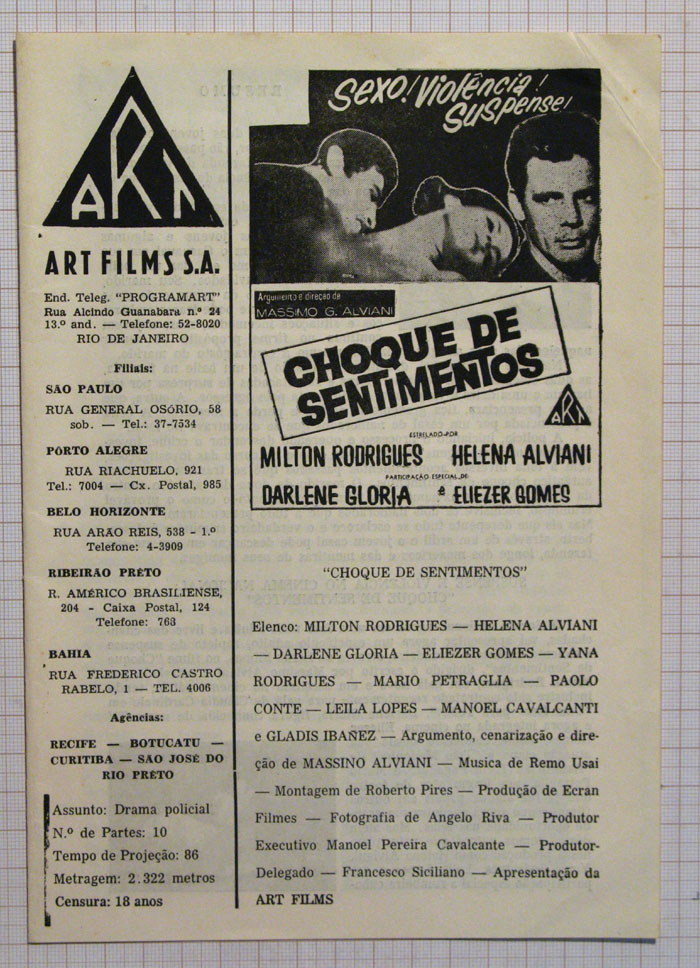 ART
ART FILMS S.A.
End. Teleg. "PROGRAMART"
Rua Alcindo Guanabara n.º 24
13.º and. — Telefone: 52-8020
RIO DE JANEIRO
Filiais:
SÃO PAULO
RUA GENERAL OSÓRIO, 58
sob. — Tel.: 37-7534
PÔRTO ALEGRE
RUA RIACHUELO, 921
Tel.: 7004 — Cx. Postal, 985
BELO HORIZONTE
RUA ARÃO REIS, 538 - 1.º
Telefone: 4-3909
RIBEIRÃO PRÊTO
R. AMÉRICO BRASILIENSE,
204 - Caixa Postal, 124
Telefone: 763
BAHIA
RUA FREDERICO CASTRO
RABELO, 1 — TEL. 4006
Agências:
RECIFE — BOTUCATU —
CURITIBA — SÃO JOSÉ DO
RIO PRÊTO
Assunto: Drama policial
N.º de Partes: 10
Tempo de Projeção: 86
Metragem: 2.322 metros
Censura: 18 anos
Sexo! Violência!
Suspense!
Argumento e direção de
MASSIMO G. ALVIANI
CHOQUE DE
SENTIMENTOS
ART
ESTRELADO POR
MILTON RODRIGUES HELENA ALVIANI
PARTICIPAÇÃO ESPECIAL DE
DARLENE GLORIA e ELIEZER GOMES
"CHOQUE DE SENTIMENTOS"
Elenco: MILTON RODRIGUES — HELENA ALVIANI
— DARLENE GLORIA — ELIEZER GOMES — YANA
RODRIGUES — MARIO PETRAGLIA — PAOLO
CONTE — LEILA LOPES — MANOEL CAVALCANTI
e GLADIS IBAÑEZ — Argumento, cenarização e dire-
ção de MASSINO ALVIANI — Musica de Remo Usai
— Montagem de Roberto Pires — Produção de Ecran
Filmes — Fotografia de Angelo Riva — Produtor
Executivo Manoel Pereira Cavalcante — Produtor-
Delegado — Francesco Siciliano — Apresentação da
ART FILMS